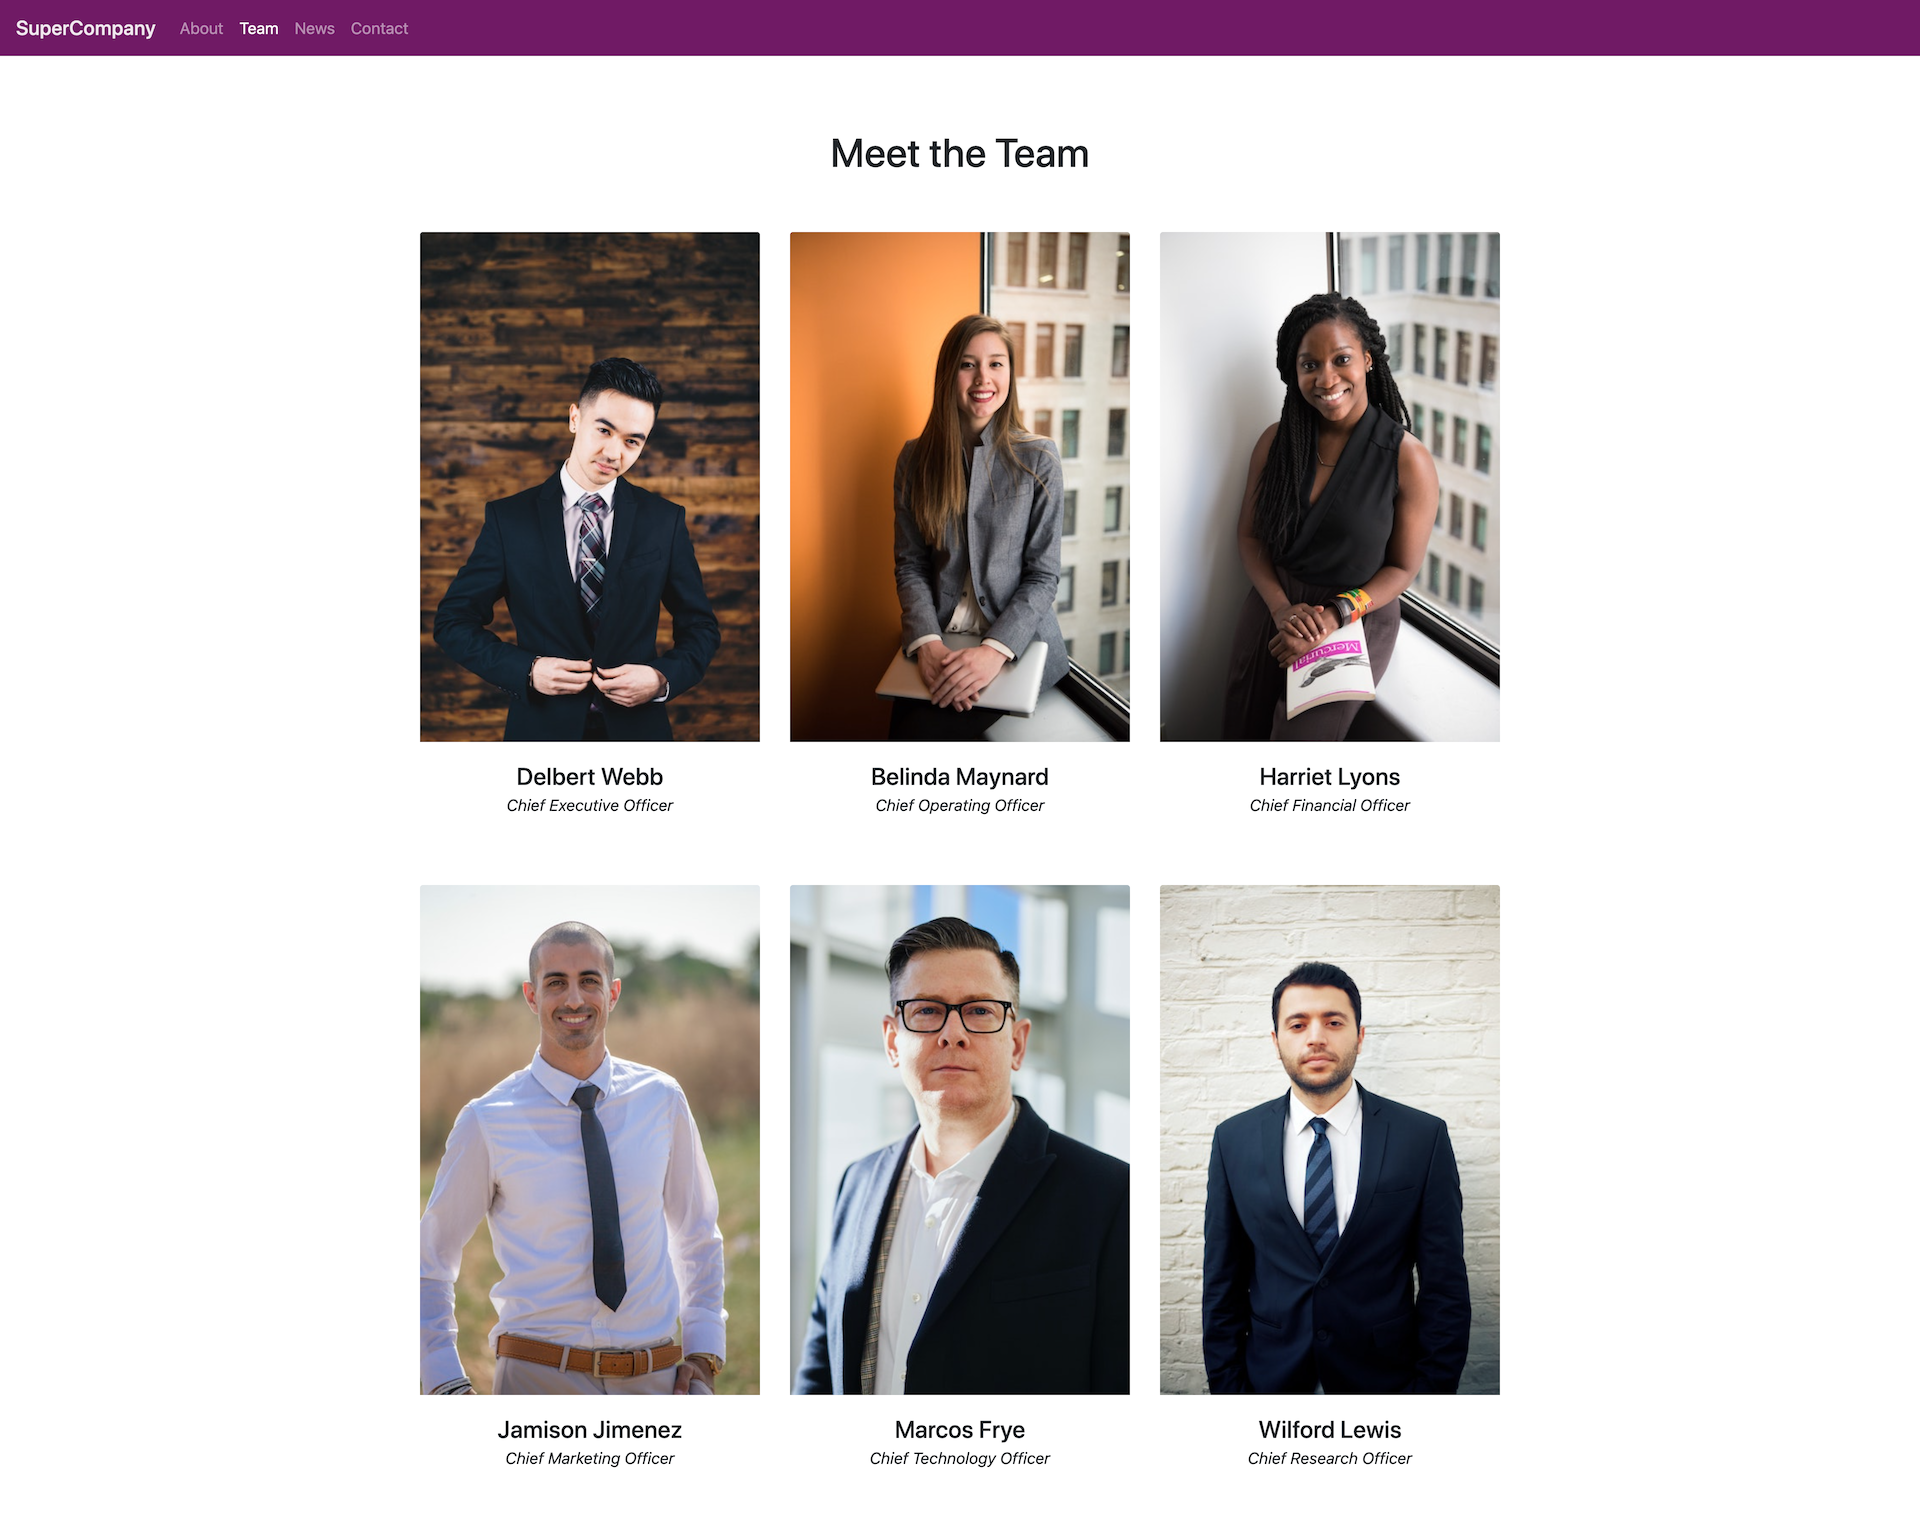 SuperCompany About Team News Contact
Meet the Team
Mercurial
Delbert Webb
Chief Executive Officer
Belinda Maynard
Chief Operating Officer
Harriet Lyons
Chief Financial Officer
Jamison Jimenez
Chief Marketing Officer
Marcos Frye
Chief Technology Officer
Wilford Lewis
Chief Research Officer